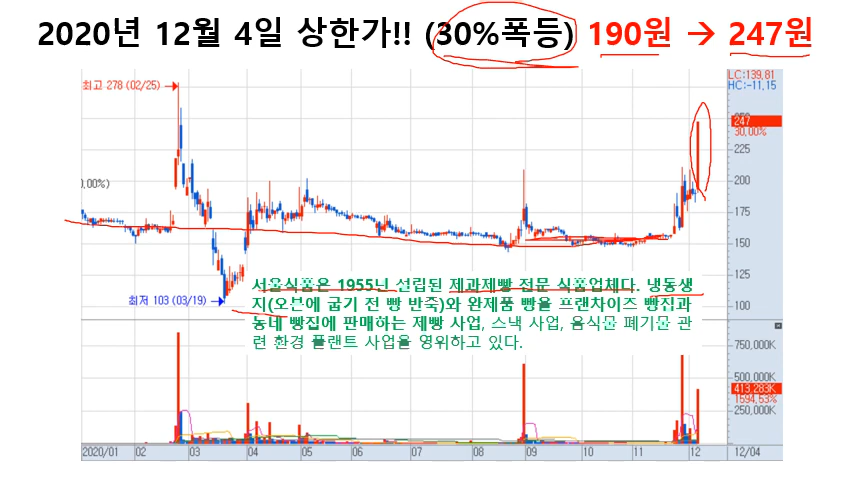 2020년 12월 4일 상한가!! (30%폭등) 190원 → 247원
LC:139.81
HC:-11.15
최고 278 (02/25)
247
30.00%
225
0.00%)
200
175
150
125
100
최저 103 (03/19)
서울식품은 1955년 설립된 제과제빵 전문 식품업체다. 냉동생
지(오븐에 굽기 전 빵 반죽)와 완제품 빵을 프랜차이즈 빵집과
동네 빵집에 판매하는 제빵 사업, 스낵 사업, 음식물 폐기물 관
련 환경 플랜트 사업을 영위하고 있다.
750,000K
500,000K
413,283K
1594.53%
250,000K
2020/01 02 03 04 05 06 07 08 09 10 11 12 12/04